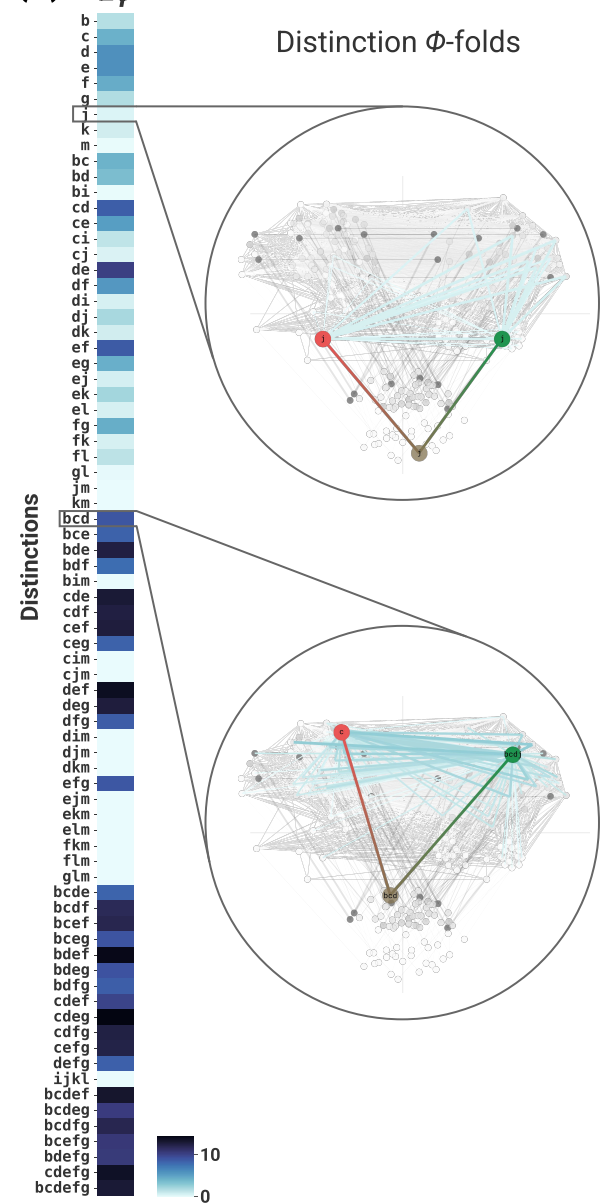 Distinction Φ-folds
b
c
d
e
f
g
j
k
m
bc
bd
bi
cd
ce
ci
cj
de
df
di
dj
dk
ef
eg
ej
ek
el
fg
fk
fl
gl
jm
km
bcd
bce
bde
bdf
bim
cde
cdf
cef
ceg
cim
cjm
def
deg
dfg
dim
djm
dkm
efg
ejm
ekm
elm
fkm
flm
glm
bcde
bcdf
bcef
bceg
bdef
bdeg
bdfg
cdef
cdeg
cdfg
cefg
defg
ijkl
bcdef
bcdeg
bcdfg
bcefg
bdefg
cdefg
bcdefg
Distinctions
j
j
j
c
bcdj
bcd
10
0